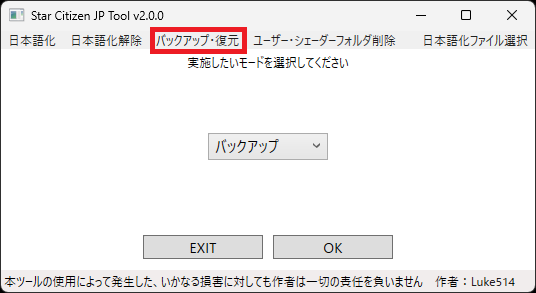 Star Citizen JP Tool v2.0.0
日本語化 日本語化解除 バックアップ・復元 ユーザー・シェーダーフォルダ削除 日本語化ファイル選択
実施したいモードを選択してください
バックアップ
EXIT OK
本ツールの使用によって発生した、いかなる損害に対しても作者は一切の責任を負いません 作者：Luke514